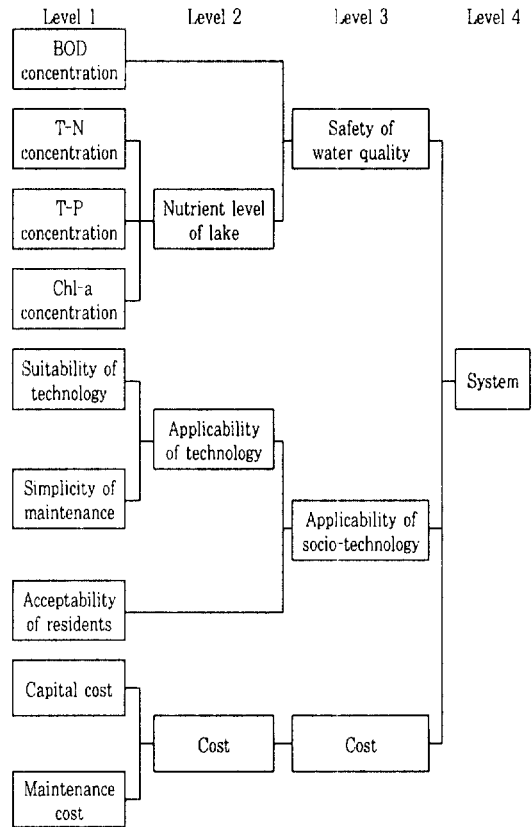 Level 1 Level 2 Level 3 Level 4
BOD
concentration
T-N
concentration
Safety of
water quality
T-P
concentration
Nutrient level
of lake
Chl-a
concentration
Suitability of
technology
System
Applicability
of technology
Simplicity of
maintenance
Applicability of
socio-technology
Acceptability
of residents
Capital cost
Cost
Cost
Maintenance
cost